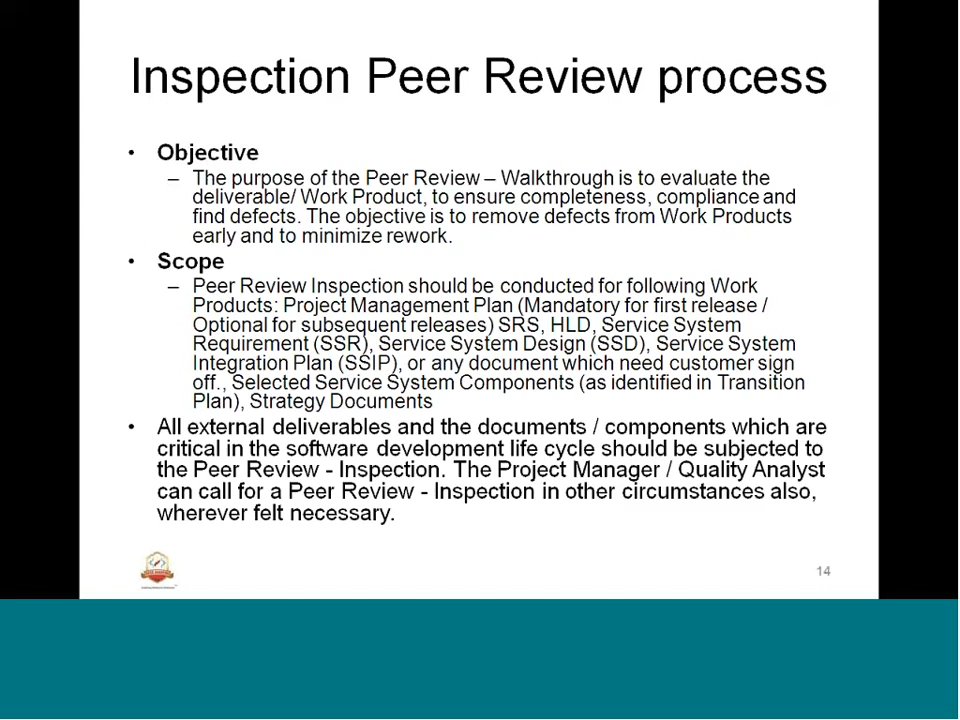 Inspection Peer Review process
• Objective
– The purpose of the Peer Review – Walkthrough is to evaluate the
deliverable/ Work Product, to ensure completeness, compliance and
find defects. The objective is to remove defects from Work Products
early and to minimize rework.
• Scope
– Peer Review Inspection should be conducted for following Work
Products: Project Management Plan (Mandatory for first release /
Optional for subsequent releases) SRS, HLD, Service System
Requirement (SSR), Service System Design (SSD), Service System
Integration Plan (SSIP), or any document which need customer sign
off., Selected Service System Components (as identified in Transition
Plan), Strategy Documents
• All external deliverables and the documents / components which are
critical in the software development life cycle should be subjected to
the Peer Review - Inspection. The Project Manager / Quality Analyst
can call for a Peer Review - Inspection in other circumstances also,
wherever felt necessary.
14